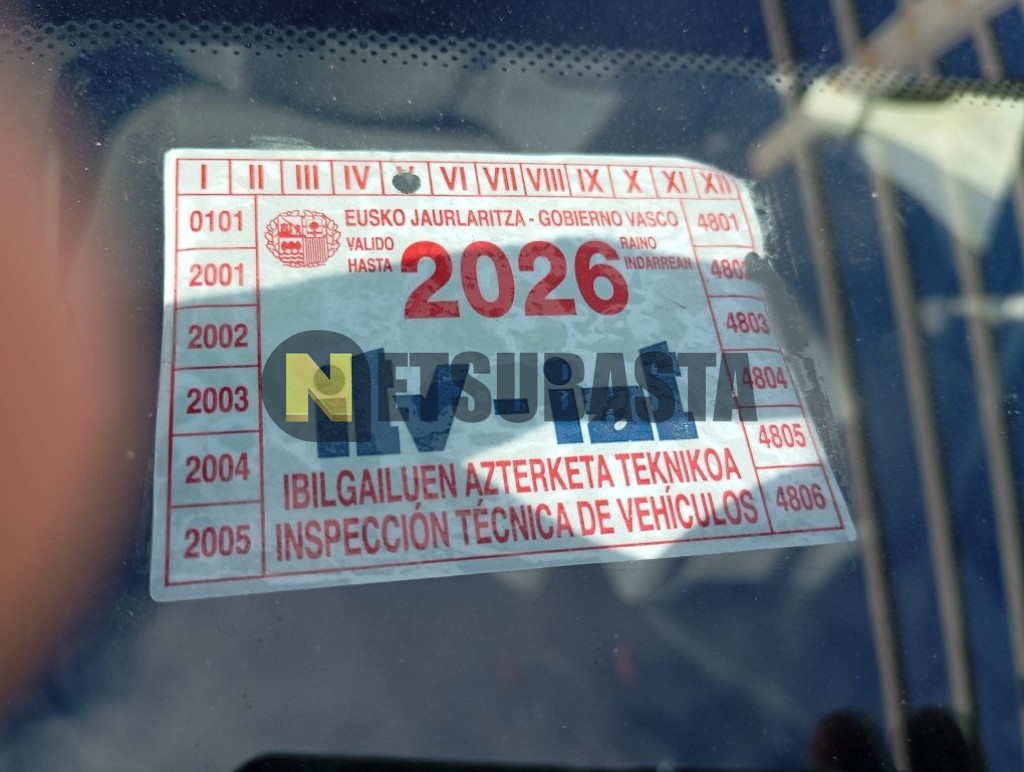 I II III IV V VI VII VIII IX X XI XII
0101 EUSKO JAURLARITZA - GOBIERNO VASCO 4801
VALIDO HASTA 2026 RAINO INDARREAN
2001 4802
2002 4803
2003 4804
NETSUBASTA
2004 4805
IBILGAILUEN AZTERKETA TEKNIKOA
2005 4806
INSPECCIÓN TÉCNICA DE VEHÍCULOS